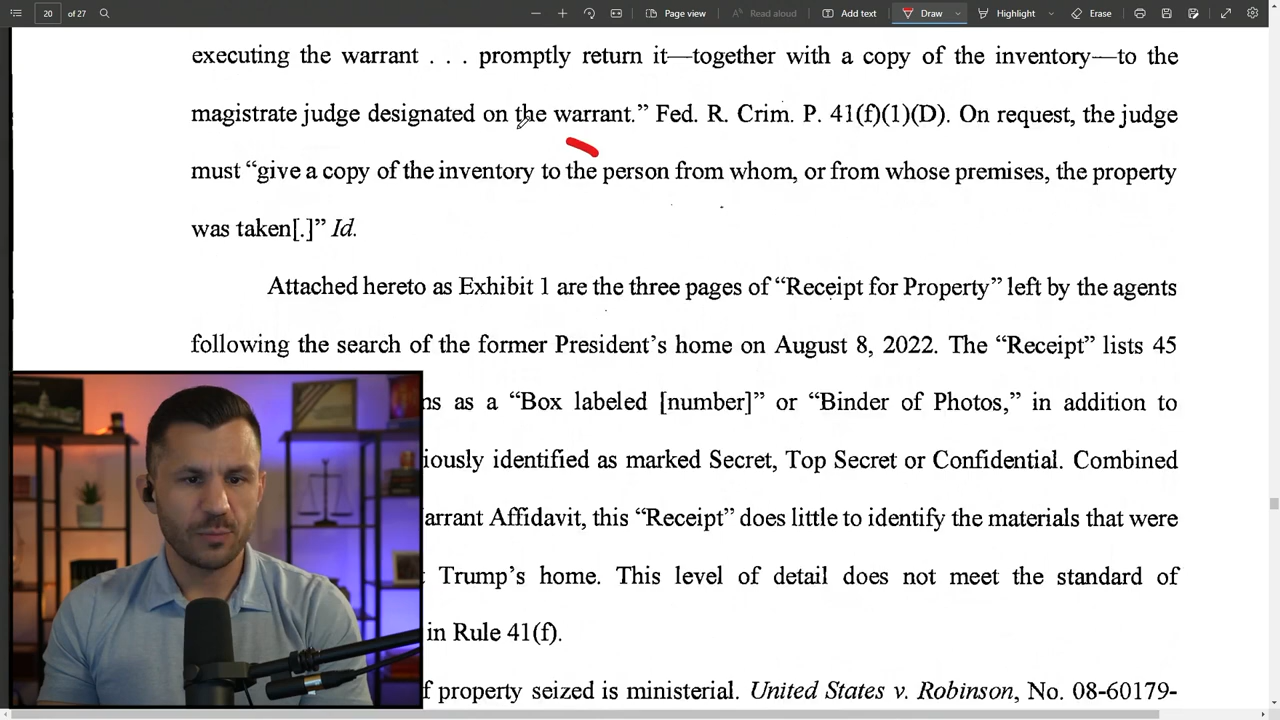 20 of 27 Page view Read aloud Add text Draw Highlight Erase
executing the warrant . . . promptly return it—together with a copy of the inventory—to the
magistrate judge designated on the warrant.” Fed. R. Crim. P. 41(f)(1)(D). On request, the judge
must “give a copy of the inventory to the person from whom, or from whose premises, the property
was taken[.]” Id.
Attached hereto as Exhibit 1 are the three pages of “Receipt for Property” left by the agents
following the search of the former President’s home on August 8, 2022. The “Receipt” lists 45
as a “Box labeled [number]” or “Binder of Photos,” in addition to
identified as marked Secret, Top Secret or Confidential. Combined
Affidavit, this “Receipt” does little to identify the materials that were
Trump’s home. This level of detail does not meet the standard of
in Rule 41(f).
property seized is ministerial. United States v. Robinson, No. 08-60179-